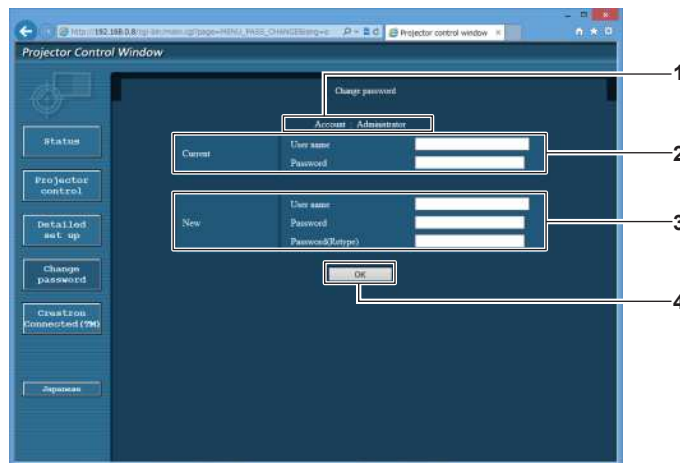 Projector control window
Projector Control Window
Change password
1
Account : Administrator
Status
Current
User name
Password
2
Projector
control
New
User name
Password
Password(Retype)
3
Detailed
set up
OK
Change
password
4
Crestron
Connected(TM)
Japanese